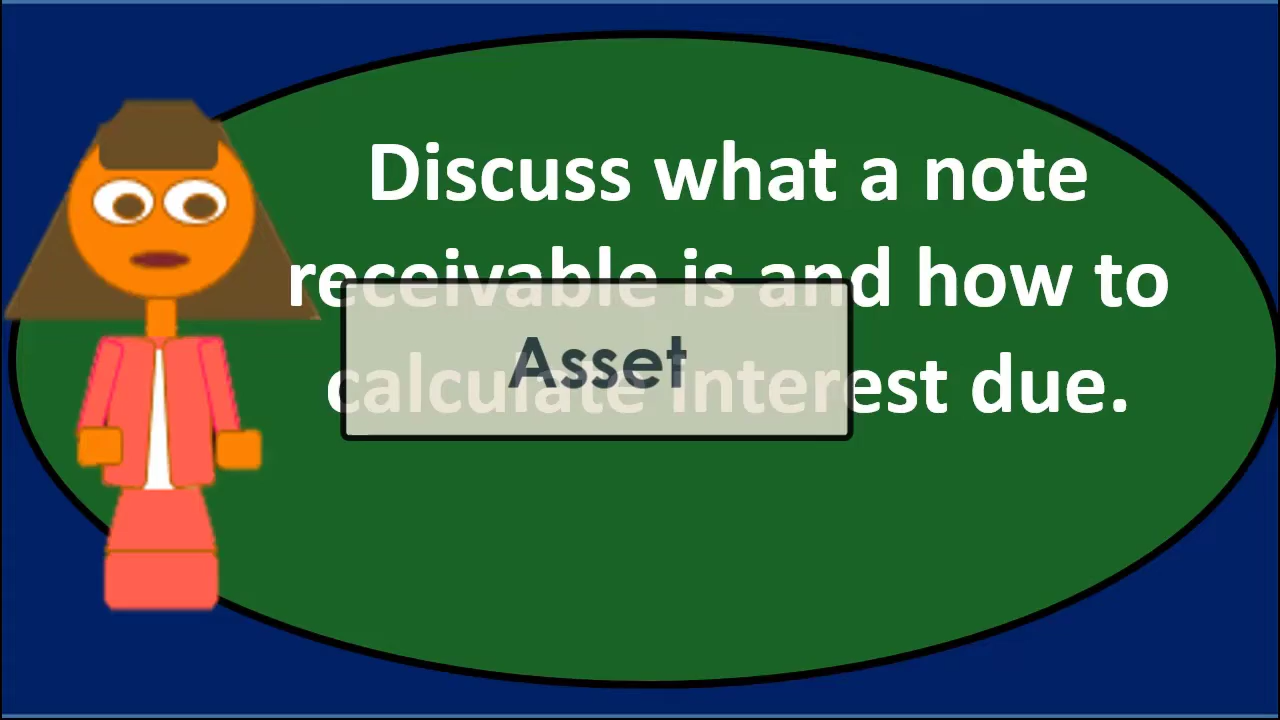 Discuss what a note
receivable is and how to
calculate interest due.
Asset